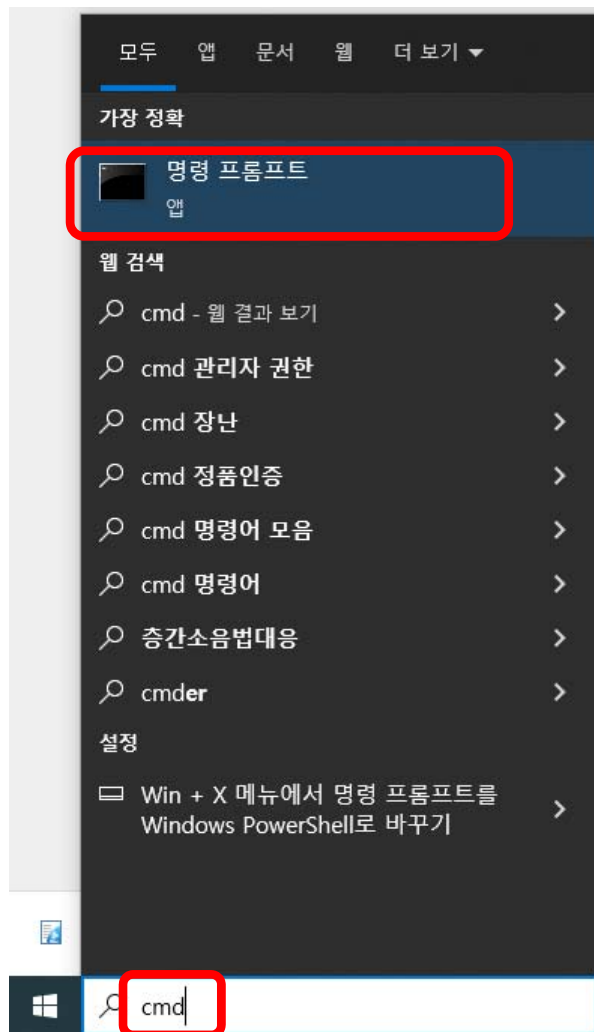 모두 앱 문서 웹 더 보기
가장 정확
명령 프롬프트
앱
웹 검색
cmd - 웹 결과 보기
cmd 관리자 권한
cmd 장난
cmd 정품인증
cmd 명령어 모음
cmd 명령어
층간소음법대응
cmder
설정
Win + X 메뉴에서 명령 프롬프트를
Windows PowerShell로 바꾸기
cmd